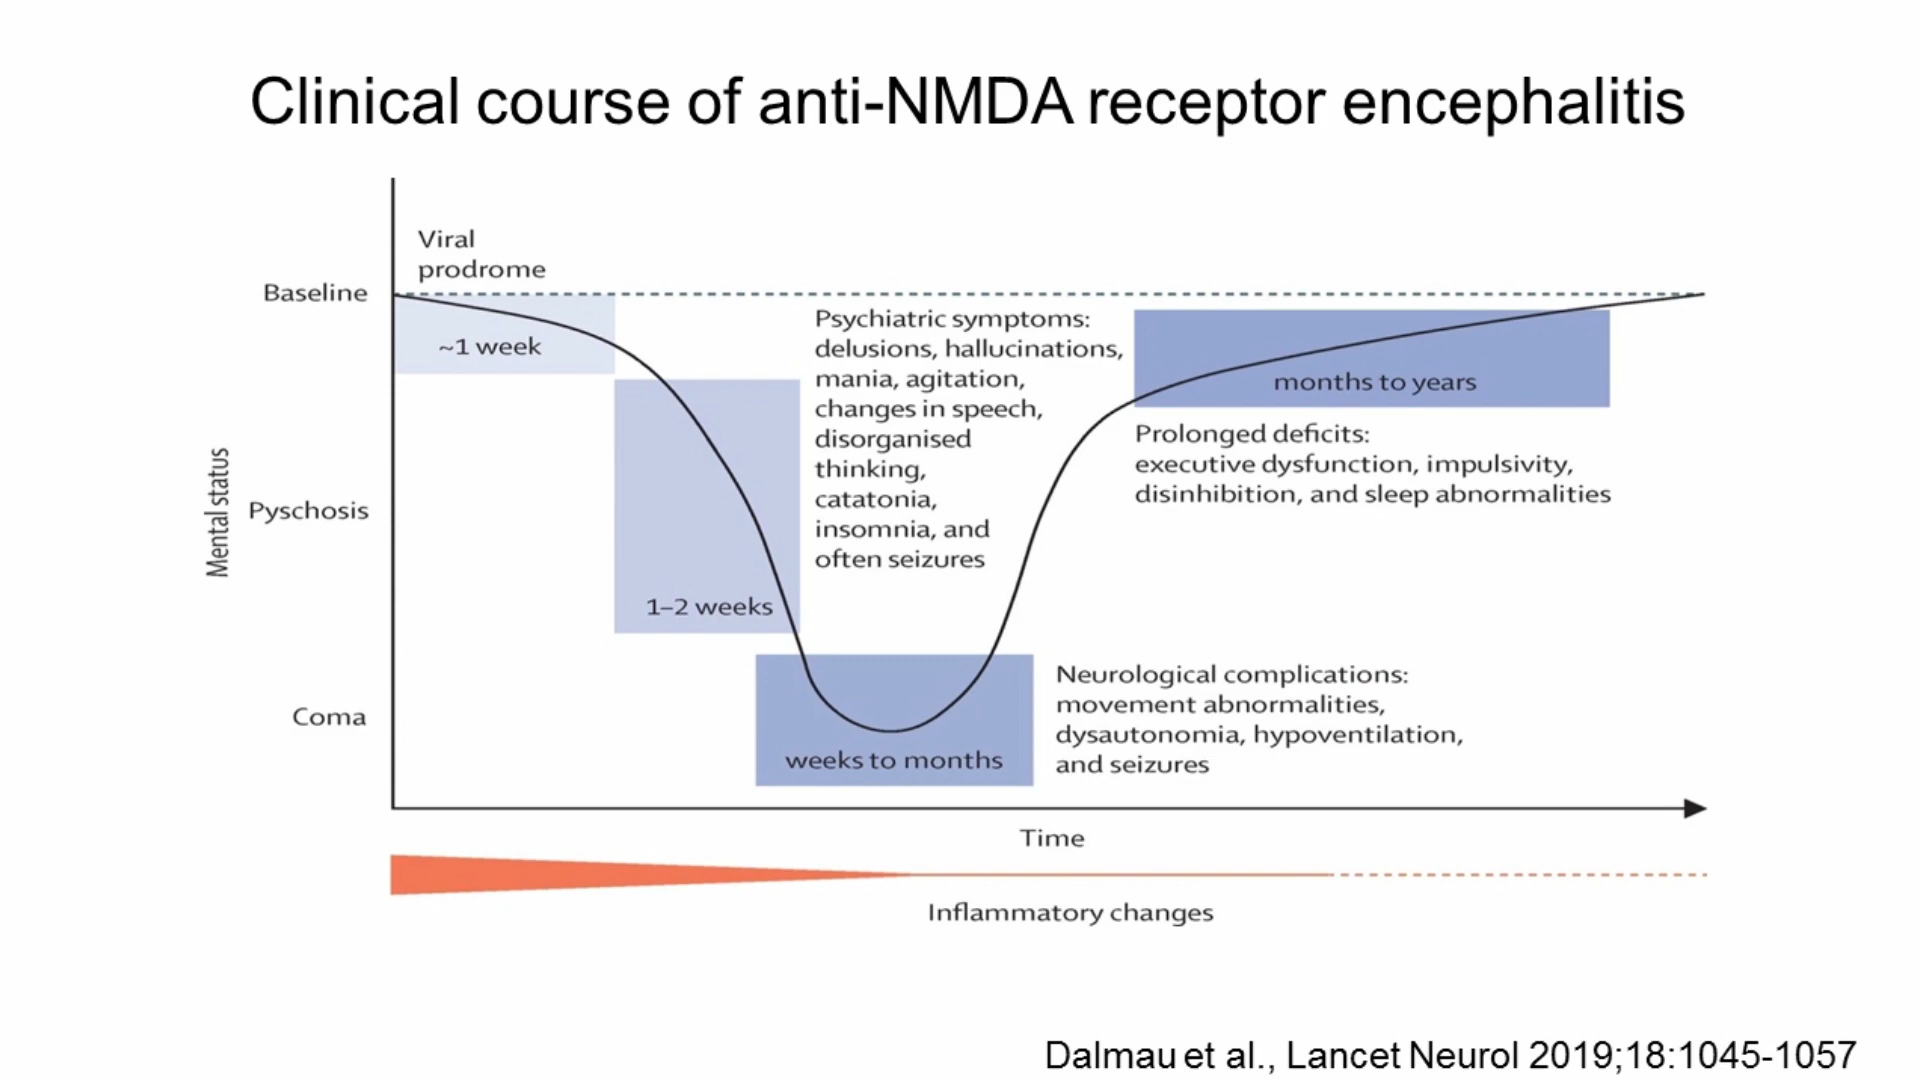 Clinical course of anti-NMDA receptor encephalitis
Viral
prodrome
Baseline
~1 week
Psychiatric symptoms:
delusions, hallucinations,
mania, agitation,
changes in speech,
disorganised
thinking,
catatonia,
insomnia, and
often seizures
months to years
Prolonged deficits:
executive dysfunction, impulsivity,
disinhibition, and sleep abnormalities
Mental status
Pyschosis
1–2 weeks
Coma
weeks to months
Neurological complications:
movement abnormalities,
dysautonomia, hypoventilation,
and seizures
Time
Inflammatory changes
Dalmau et al., Lancet Neurol 2019;18:1045-1057